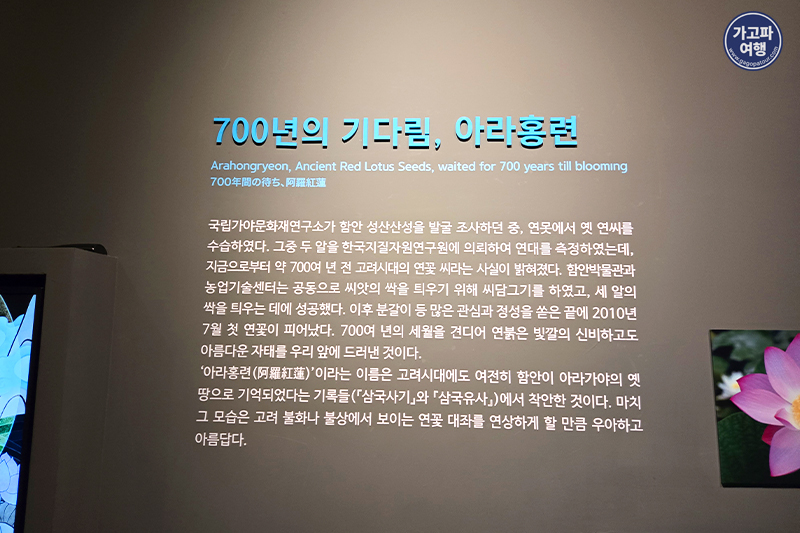 가고파
여행
www.gagopatour.com
700년의 기다림, 아라홍련
Arahongryeon, Ancient Red Lotus Seeds, waited for 700 years till blooming
700年間の待ち、阿羅紅蓮
국립가야문화재연구소가 함안 성산산성을 발굴 조사하던 중, 연못에서 옛 연씨를
수습하였다. 그중 두 알을 한국지질자원연구원에 의뢰하여 연대를 측정하였는데,
지금으로부터 약 700여 년 전 고려시대의 연꽃 씨라는 사실이 밝혀졌다. 함안박물관과
농업기술센터는 공동으로 씨앗의 싹을 틔우기 위해 씨담그기를 하였고, 세 알의
싹을 틔우는 데에 성공했다. 이후 분갈이 등 많은 관심과 정성을 쏟은 끝에 2010년
7월 첫 연꽃이 피어났다. 700여 년의 세월을 견디어 연붉은 빛깔의 신비하고도
아름다운 자태를 우리 앞에 드러낸 것이다.
‘아라홍련(阿羅紅蓮)’이라는 이름은 고려시대에도 여전히 함안이 아라가야의 옛
땅으로 기억되었다는 기록들(『삼국사기』와 『삼국유사』)에서 착안한 것이다. 마치
그 모습은 고려 불화나 불상에서 보이는 연꽃 대좌를 연상하게 할 만큼 우아하고
아름답다.